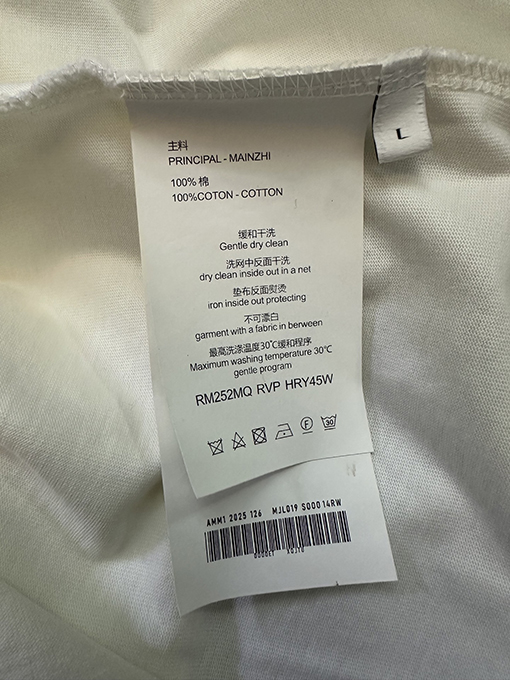 L
主料
PRINCIPAL - MAINZHI
100% 棉
100%COTON - COTTON
缓和干洗
Gentle dry clean
洗网中反面干洗
dry clean inside out in a net
垫布反面熨烫
iron inside out protecting
不可漂白
garment with a fabric in berween
最高洗涤温度30℃缓和程序
Maximum washing temperature 30℃
gentle program
RM252MQ RVP HRY45W
F 30
AMM1 2025 126 MJL019 S000 14RW